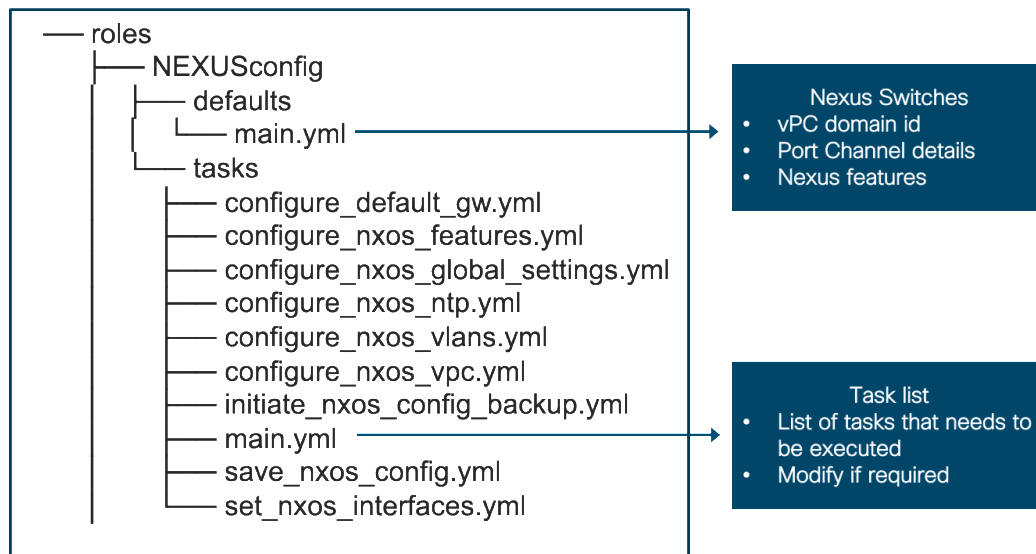 roles
NEXUSconfig
defaults
main.yml
tasks
configure_default_gw.yml
configure_nxos_features.yml
configure_nxos_global_settings.yml
configure_nxos_ntp.yml
configure_nxos_vlans.yml
configure_nxos_vpc.yml
initiate_nxos_config_backup.yml
main.yml
save_nxos_config.yml
set_nxos_interfaces.yml
Nexus Switches
• vPC domain id
• Port Channel details
• Nexus features
Task list
• List of tasks that needs to
be executed
• Modify if required